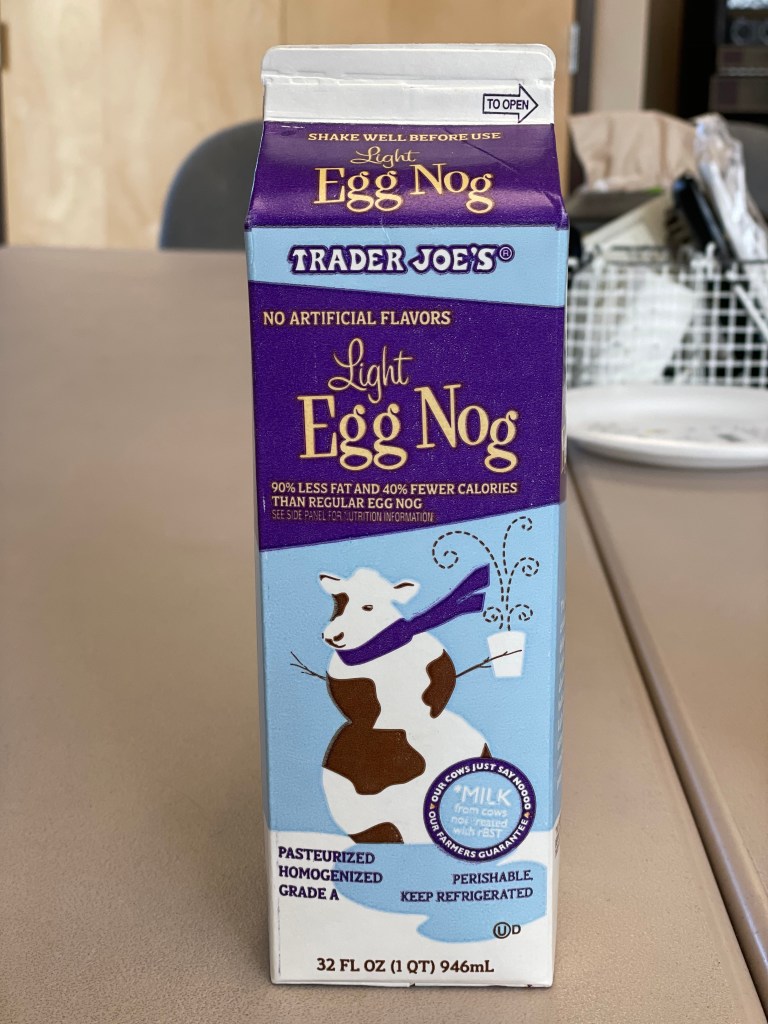 TO OPEN
SHAKE WELL BEFORE USE
Light
Egg Nog
TRADER JOE'S®
NO ARTIFICIAL FLAVORS
Light
Egg Nog
90% LESS FAT AND 40% FEWER CALORIES
THAN REGULAR EGG NOG
SEE SIDE PANEL FOR NUTRITION INFORMATION
OUR COWS JUST SAY NOOOO
*MILK
from cows
not treated
with rBST
OUR FARMERS GUARANTEE
PASTEURIZED
HOMOGENIZED
GRADE A
PERISHABLE,
KEEP REFRIGERATED
U D
32 FL OZ (1 QT) 946mL